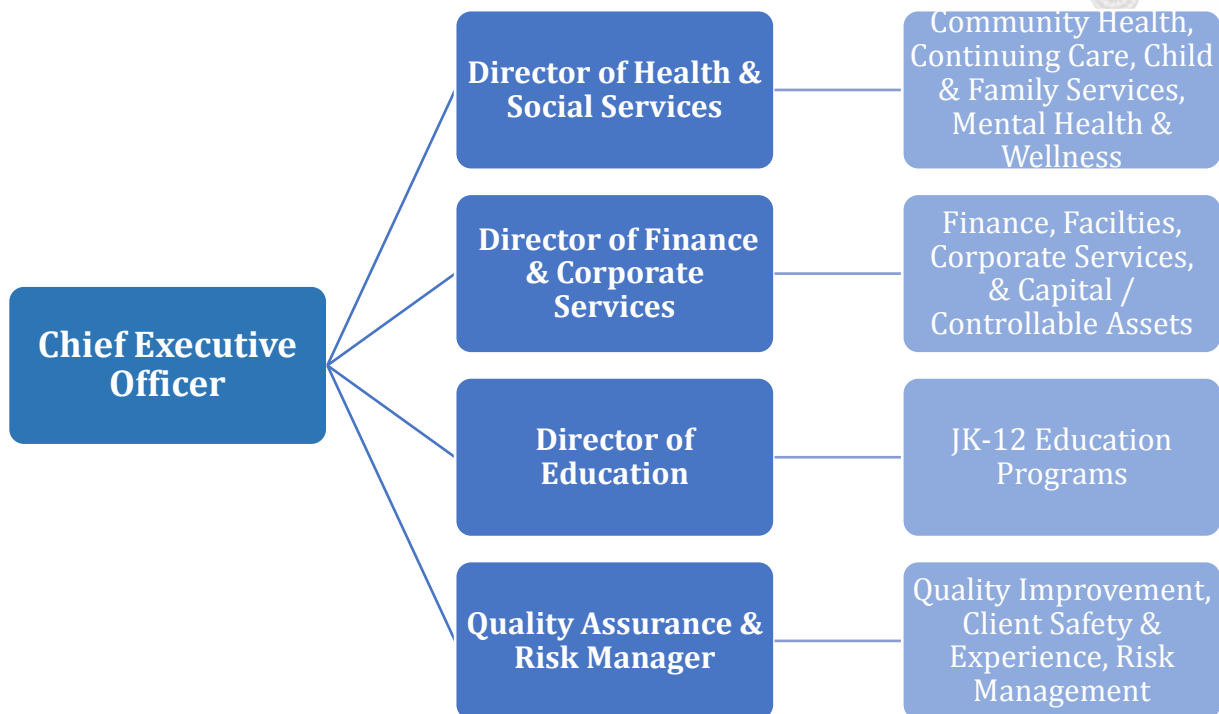 Chief Executive
Officer
Director of Health &
Social Services
Community Health,
Continuing Care, Child
& Family Services,
Mental Health &
Wellness
Director of Finance
& Corporate
Services
Finance, Facilties,
Corporate Services,
& Capital /
Controllable Assets
Director of
Education
JK-12 Education
Programs
Quality Assurance &
Risk Manager
Quality Improvement,
Client Safety &
Experience, Risk
Management